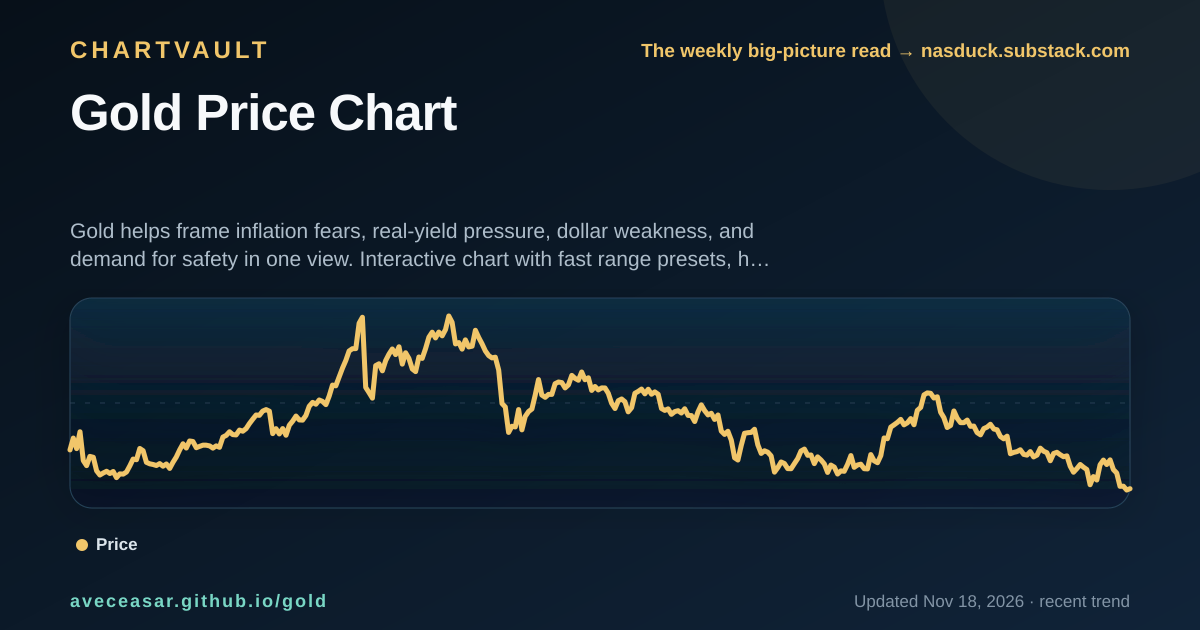 CHARTVAULT
The weekly big-picture read → nasduck.substack.com
Gold Price Chart
Gold helps frame inflation fears, real-yield pressure, dollar weakness, and
demand for safety in one view. Interactive chart with fast range presets, h…
Price
aveceasar.github.io/gold
Updated Nov 18, 2026 · recent trend